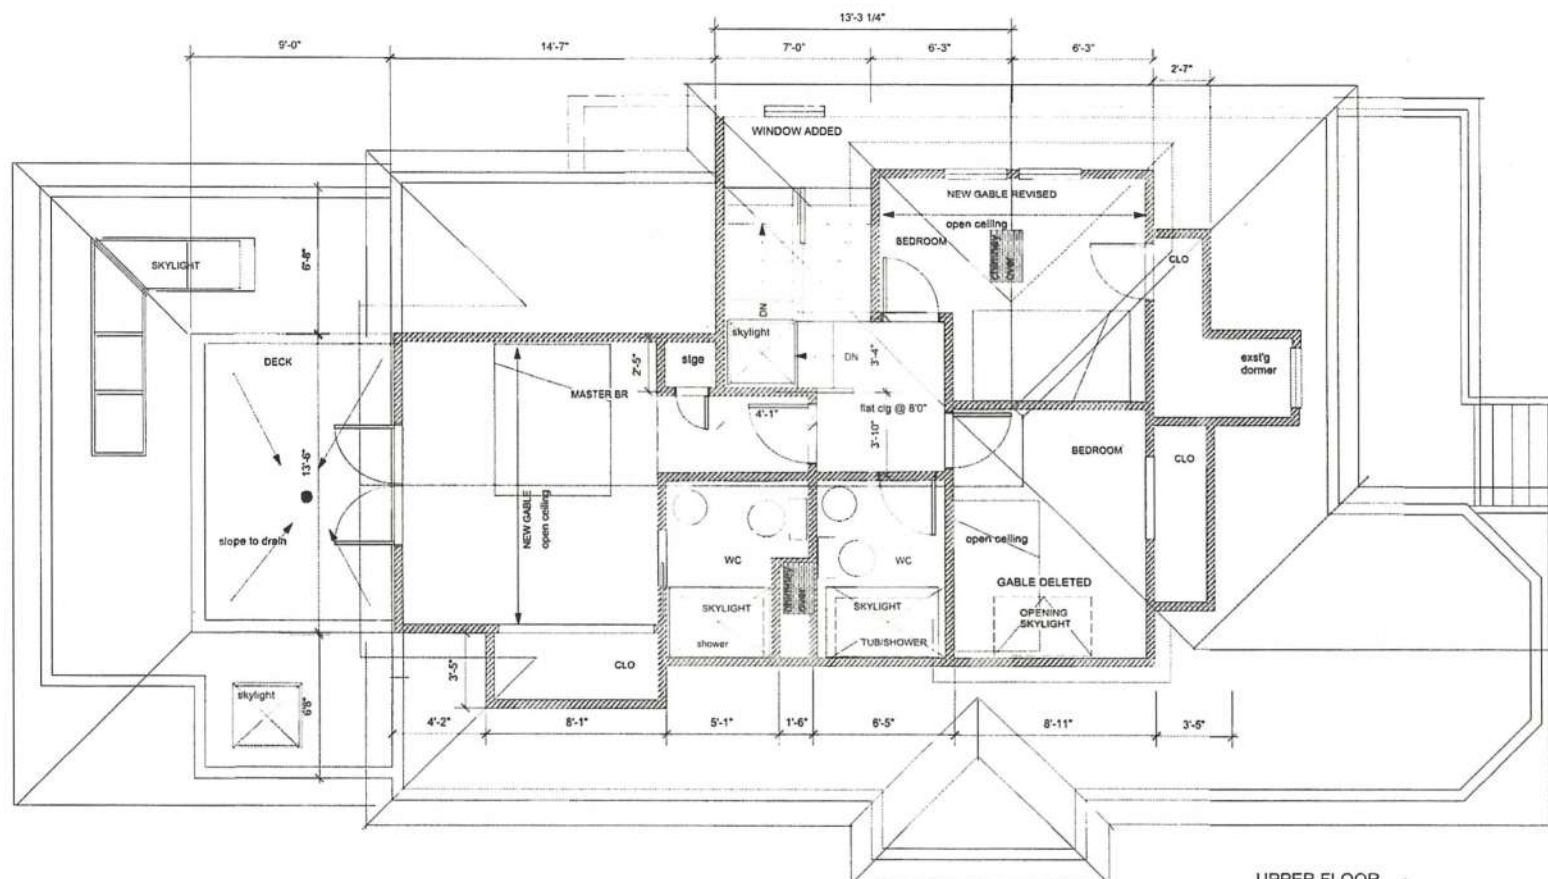 13'-3 1/4"
9'-0"
14'-7"
7'-0"
6'-3"
6'-3"
2'-7"
WINDOW ADDED
NEW GABLE REVISED
open ceiling
BEDROOM
chimney
over
CLO
SKYLIGHT
6'-8"
DN
skylight
DN
3'-4"
DECK
2'-5"
stge
exst'g
dormer
MASTER BR
4'-1"
flat clg @ 8'0"
3'-10"
BEDROOM
CLO
13'-6"
NEW GABLE
open ceiling
slope to drain
open ceiling
WC
WC
chimney
over
GABLE DELETED
OPENING
SKYLIGHT
SKYLIGHT
shower
SKYLIGHT
TUB/SHOWER
3'-5"
CLO
skylight
6'8"
4'-2"
8'-1"
5'-1"
1'-6"
6'-5"
8'-11"
3'-5"
UPPER FLOOR